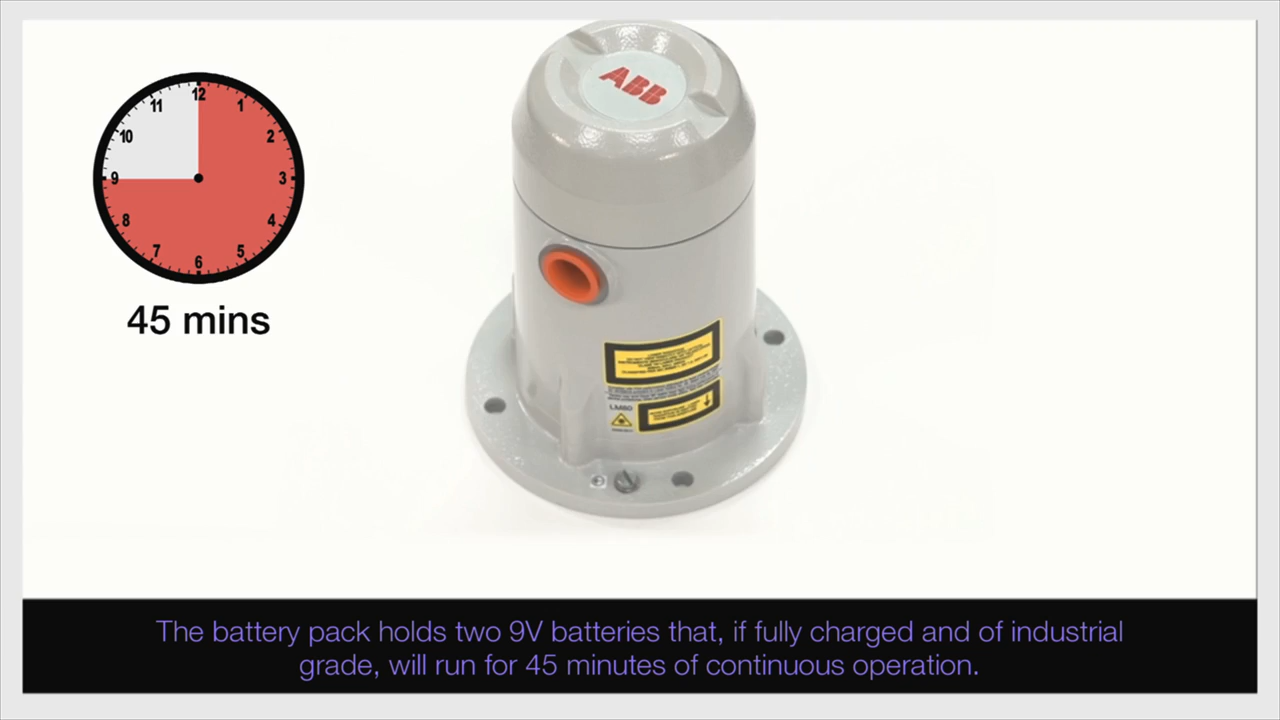 12
1
2
3
4
5
6
7
8
9
10
11
45 mins
ABB
LM80
The battery pack holds two 9V batteries that, if fully charged and of industrial
grade, will run for 45 minutes of continuous operation.